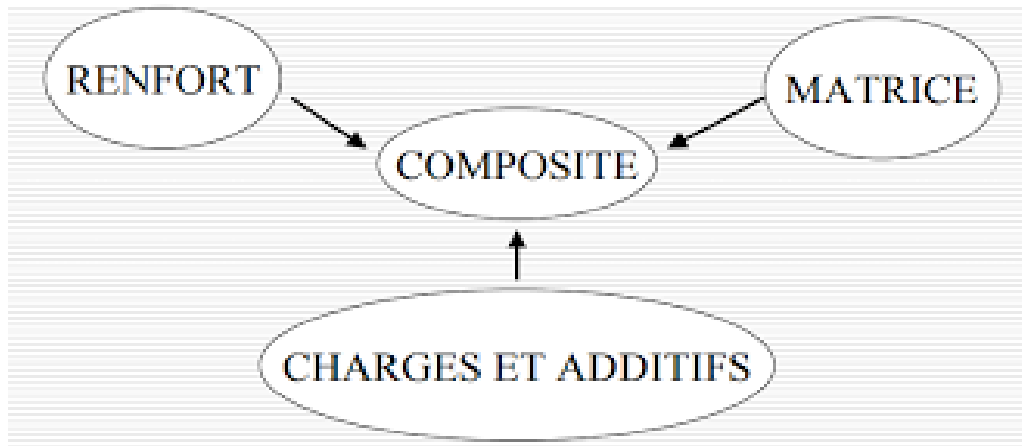 RENFORT
MATRICE
COMPOSITE
CHARGES ET ADDITIFS